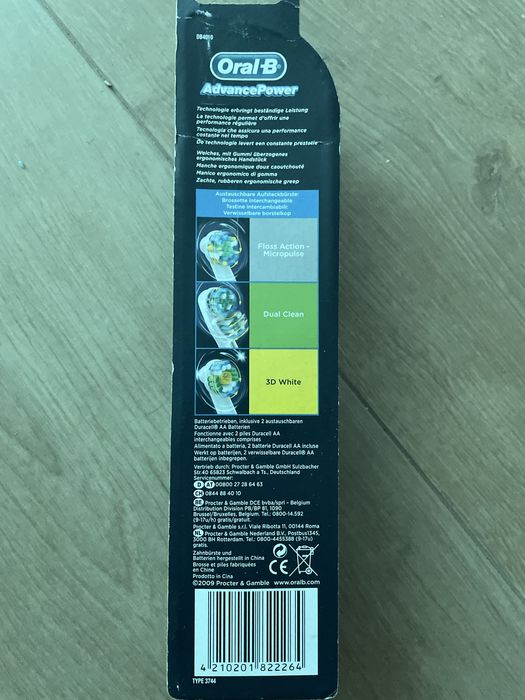 DB4010
Oral-B
AdvancePower
Technologie erbringt beständige Leistung
La technologie permet d'offrir une
performance régulière
Tecnologia che assicura una performance
costante nel tempo
De technologie levert een constante prestatie
Weiches, mit Gummi überzogenes
ergonomisches Handstück
Manche ergonomique doux caoutchouté
Manico ergonomico di gomma
Zachte, rubberen ergonomische greep
Austauschbare Aufsteckbürste:
Brossette interchangeable
Testine intercambiabili:
Verwisselbare borstelkop
Floss Action -
Micropulse
Dual Clean
3D White
Batteriebetrieben, inklusive 2 austauschbaren
Duracell® AA Batterien
Fonctionne avec 2 piles Duracell AA
interchangeables comprises
Alimentato a batteria, 2 batterie Duracell AA incluse
Werkt op batterijen, 2 verwisselbare Duracell® AA
batterijen inbegrepen.
Vertrieb durch: Procter & Gamble GmbH Sulzbacher
Str.40 65823 Schwalbach a Ts., Deutschland
Servicenummer:
D AT 00800 27 28 64 63
CH 0844 88 40 10
BE Procter & Gamble DCE bvba/sprl - Belgium
Distribution Division PB/BP 81, 1090
Brussel/Bruxelles, Belgium. Tel.: 0800-14.592
(9-17u/h) gratis/gratuit.
Procter & Gamble s.r.l. Viale Ribotta 11, 00144 Roma
NL Procter & Gamble Nederland B.V., Postbus1345,
3000 BH Rotterdam. Tel.: 0800-4455388 (9-17u)
gratis.
Zahnbürste und
Batterien hergestellt in China
Brosse et piles fabriquées
en Chine
Prodotto in Cina
©2009 Procter & Gamble
CE
www.oralb.com
4 210201 822264
TYPE 3744